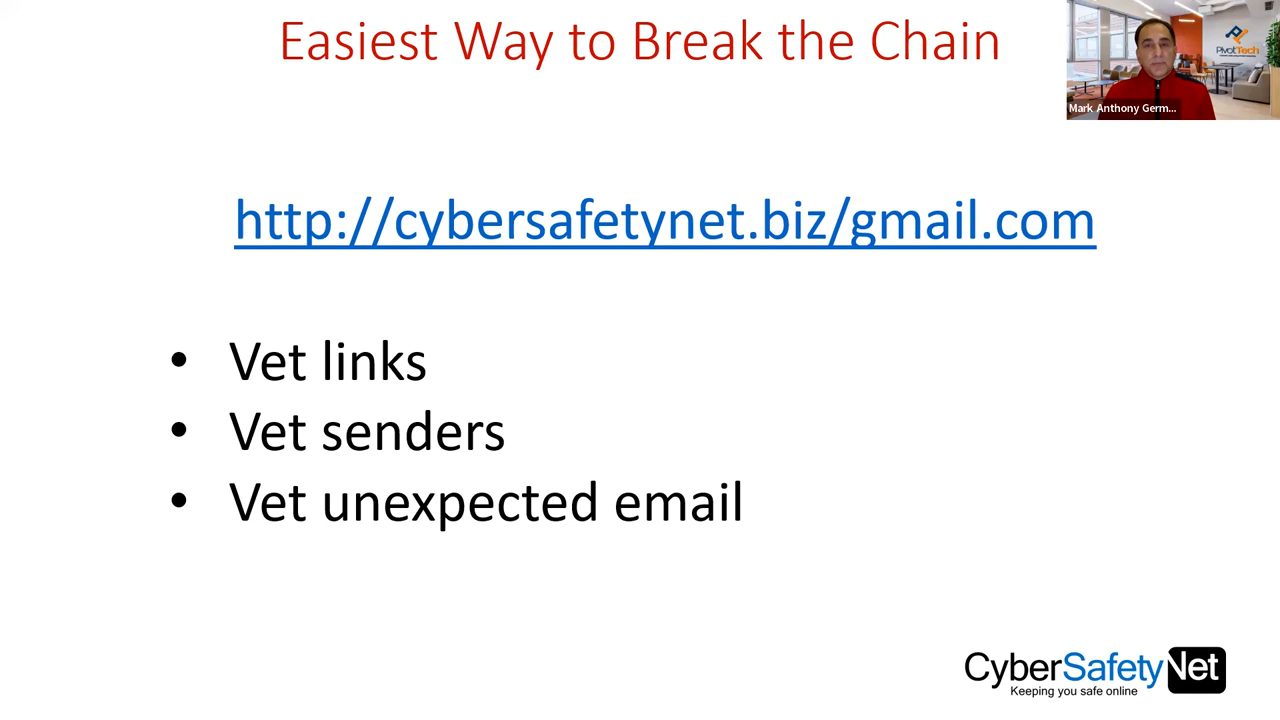 Easiest Way to Break the Chain
PivotTech
Mark Anthony Germ...
http://cybersafetynet.biz/gmail.com
• Vet links
• Vet senders
• Vet unexpected email
CyberSafetyNet
Keeping you safe online